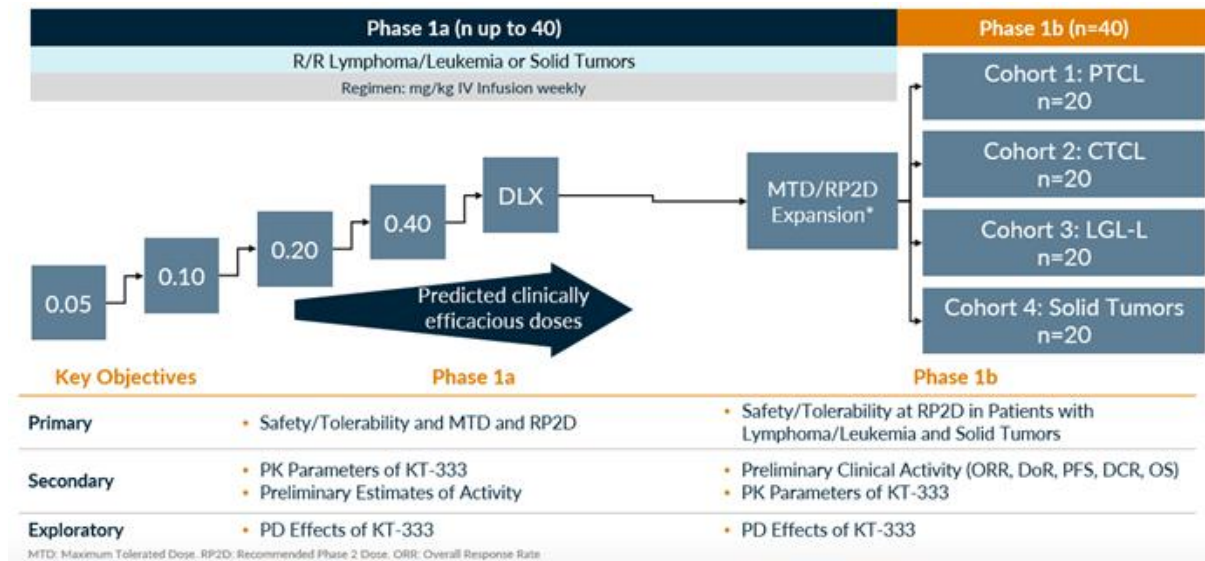 Phase 1a (n up to 40)
Phase 1b (n=40)
R/R Lymphoma/Leukemia or Solid Tumors
Regimen: mg/kg IV Infusion weekly
0.05
0.10
0.20
0.40
DLX
MTD/RP2D
Expansion*
Cohort 1: PTCL
n=20
Cohort 2: CTCL
n=20
Cohort 3: LGL-L
n=20
Cohort 4: Solid Tumors
n=20
Predicted clinically
efficacious doses
Key Objectives
Phase 1a
Phase 1b
Primary
• Safety/Tolerability and MTD and RP2D
• Safety/Tolerability at RP2D in Patients with
Lymphoma/Leukemia and Solid Tumors
Secondary
• PK Parameters of KT-333
• Preliminary Estimates of Activity
• Preliminary Clinical Activity (ORR, DoR, PFS, DCR, OS)
• PK Parameters of KT-333
Exploratory
• PD Effects of KT-333
• PD Effects of KT-333
MTD: Maximum Tolerated Dose. RP2D: Recommended Phase 2 Dose. ORR: Overall Response Rate